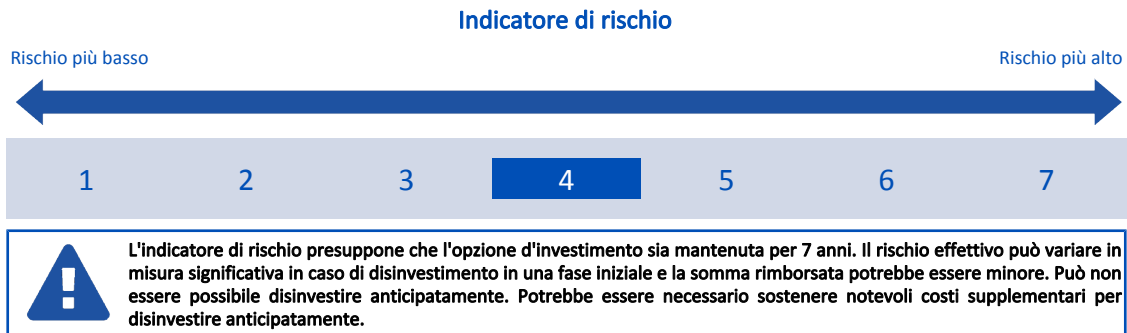 Indicatore di rischio
Rischio più basso
Rischio più alto
1 2 3 4 5 6 7
L'indicatore di rischio presuppone che l'opzione d'investimento sia mantenuta per 7 anni. Il rischio effettivo può variare in
misura significativa in caso di disinvestimento in una fase iniziale e la somma rimborsata potrebbe essere minore. Può non
essere possibile disinvestire anticipatamente. Potrebbe essere necessario sostenere notevoli costi supplementari per
disinvestire anticipatamente.